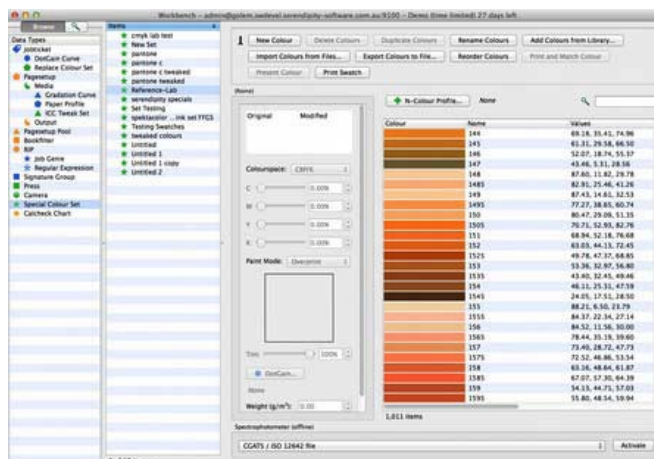 Workbench - admin@golem.swdevel.serendipity-software.com.au:9100 - Demo (time limited) 27 days left
Browse
Data Types
Jobticket
DotCam Curve
Replace Colour Set
Pagesetup
Media
Gradation Curve
Paper Profile
ICC Tweak Set
Output
Pagesetup Pool
Bookfilter
RIP
Job Genre
Regular Expression
Signature Group
Press
Camera
Special Colour Set
Calcheck Chart
Items
cmyk lab test
New Set
pantone
pantone c
pantone c tweaked
pantone tweaked
Reference-Lab
serendipity specials
Set Testing
spektacolor ... ink set FFGS
Testing Swatches
tweaked colours
Untitled
Untitled 1
Untitled 1 copy
Untitled 2
New Colour Delete Colours Duplicate Colours Rename Colours Add Colours from Library...
Import Colours from Files... Export Colours to File... Reorder Colours Print and Match Colour
Present Colour Print Swatch
(None)
Original Modified
Colourspace: CMYK
C 0.00%
M 0.00%
Y 0.00%
K 0.00%
Paint Mode: Overprint
Tint 100%
DotCam...
None
Weight (g/m²): 0.00
N-Colour Profile... None
Colour Name Values
144 69.18, 35.41, 74.96
145 61.31, 29.58, 66.50
146 52.07, 18.74, 55.37
147 43.46, 5.31, 28.56
148 87.60, 11.82, 29.78
1485 82.91, 25.46, 41.26
149 87.43, 14.61, 32.53
1495 77.27, 38.65, 60.74
150 80.47, 29.09, 51.35
1505 70.71, 52.93, 82.76
151 68.94, 52.18, 76.68
152 63.03, 44.13, 72.45
1525 49.78, 47.37, 68.85
153 53.36, 32.97, 56.80
1535 43.40, 32.45, 49.46
154 46.11, 25.31, 47.59
1545 24.05, 17.51, 28.50
155 88.21, 6.50, 23.79
1555 84.37, 22.34, 27.14
156 84.52, 11.56, 30.00
1565 78.44, 35.19, 39.60
157 73.40, 28.72, 47.73
1575 72.52, 46.86, 53.54
158 63.16, 48.64, 61.87
1585 67.07, 57.30, 64.39
159 54.13, 44.71, 57.03
1595 55.80, 48.54, 59.94
1,011 items
Spectrophotometer (offline)
CGATS / ISO 12642 file Activate